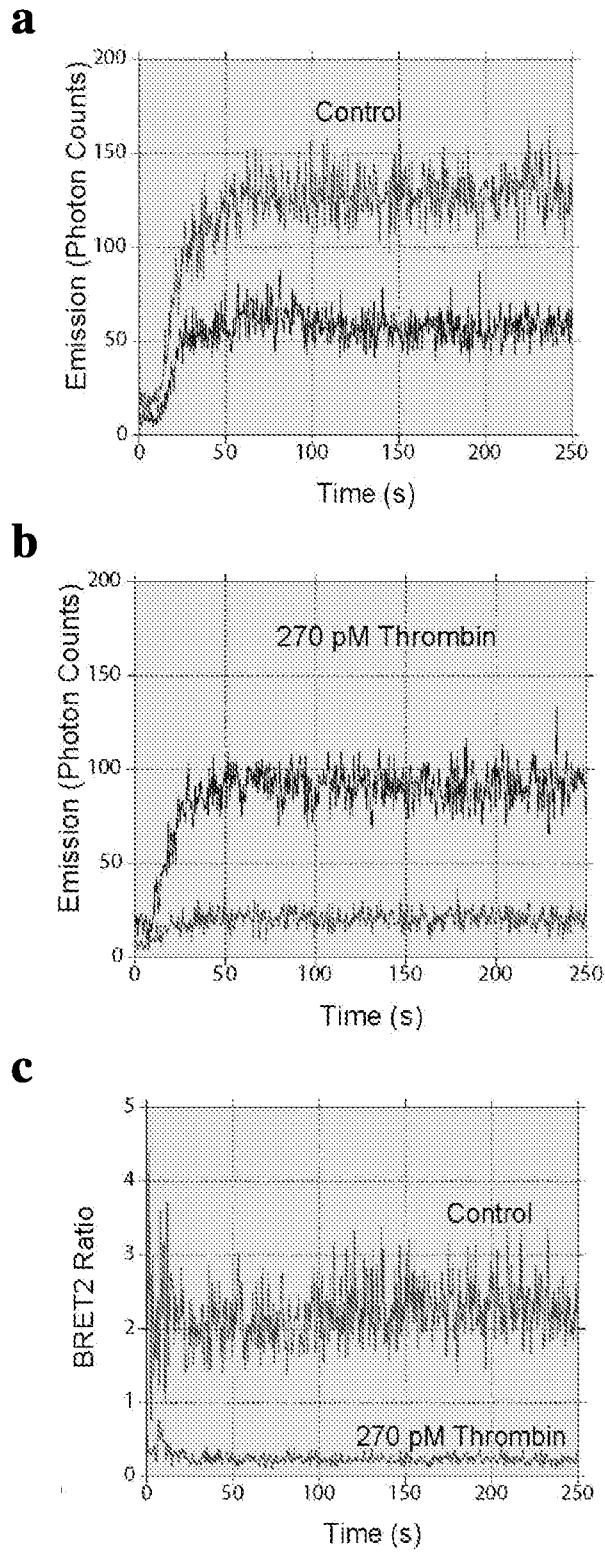 a
200
Control
150
100
50
0
0 50 100 150 200 250
Emission (Photon Counts)
Time (s)
b
200
270 pM Thrombin
150
100
50
0
0 50 100 150 200 250
Emission (Photon Counts)
Time (s)
c
5
4
Control
3
2
1
270 pM Thrombin
0
0 50 100 150 200 250
BRET2 Ratio
Time (s)